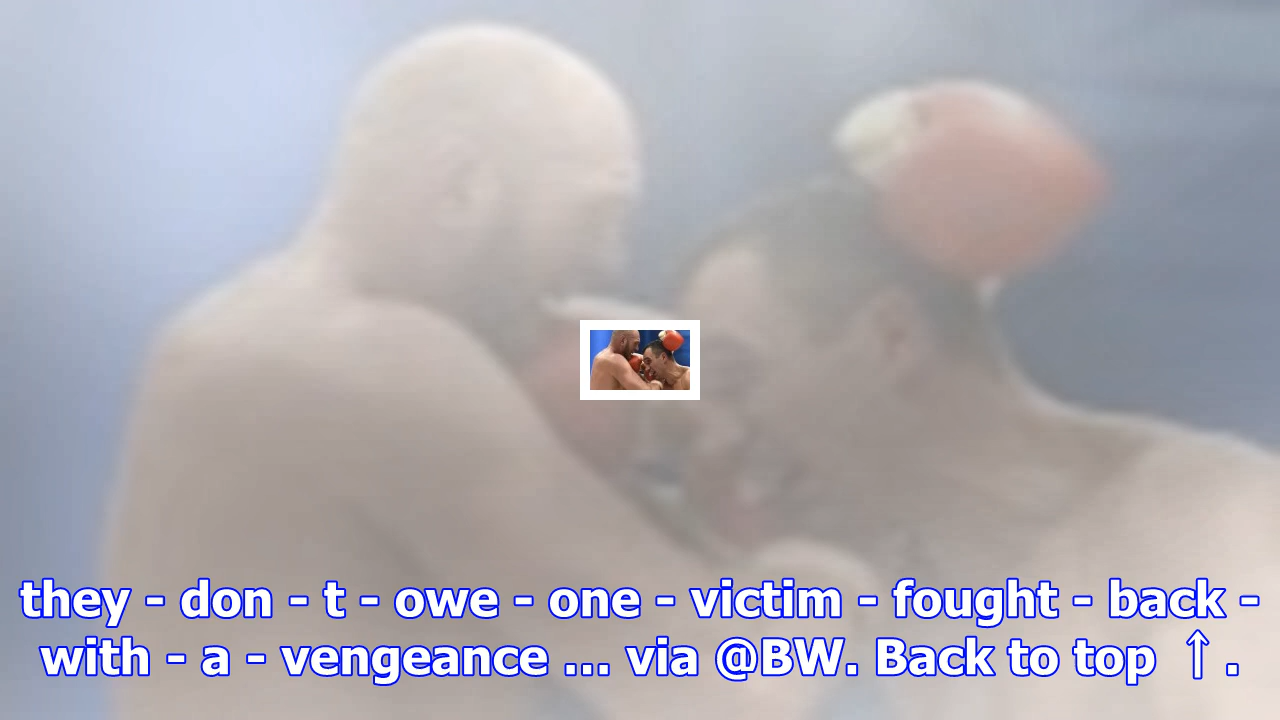 they - don - t - owe - one - victim - fought - back -
with - a - vengeance ... via @BW. Back to top ↑.